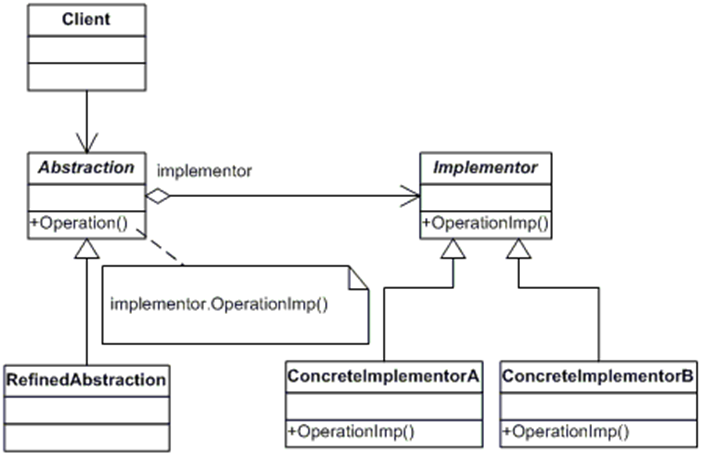 Client
Abstraction
implementor
Implementor
+Operation()
+OperationImp()
implementor.OperationImp()
RefinedAbstraction
ConcreteImplementorA
ConcreteImplementorB
+OperationImp()
+OperationImp()